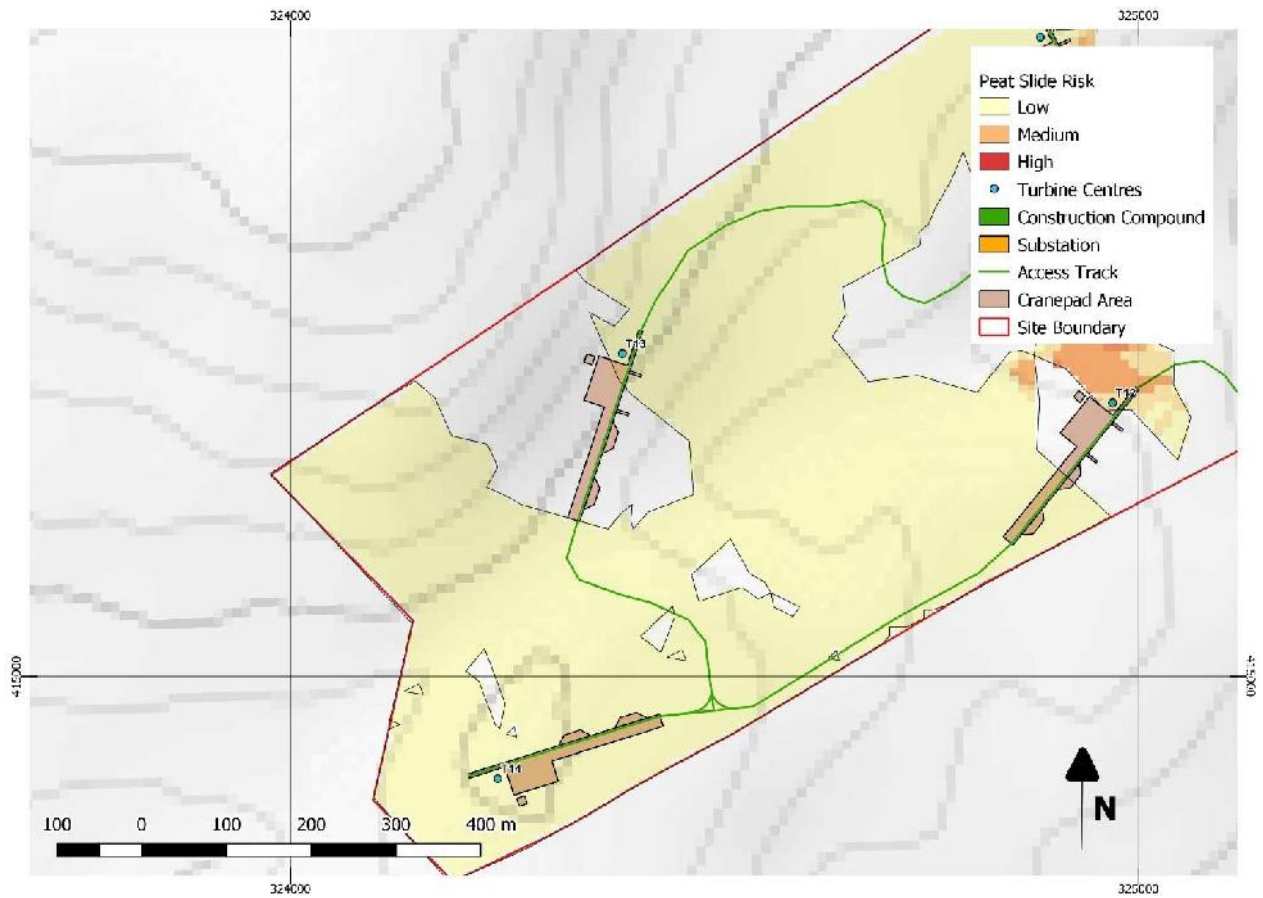 324000
325000
Peat Slide Risk
Low
Medium
High
Turbine Centres
Construction Compound
Substation
Access Track
Cranepad Area
Site Boundary
T13
T12
415000
415000
T14
100 0 100 200 300 400 m
N
324000
325000